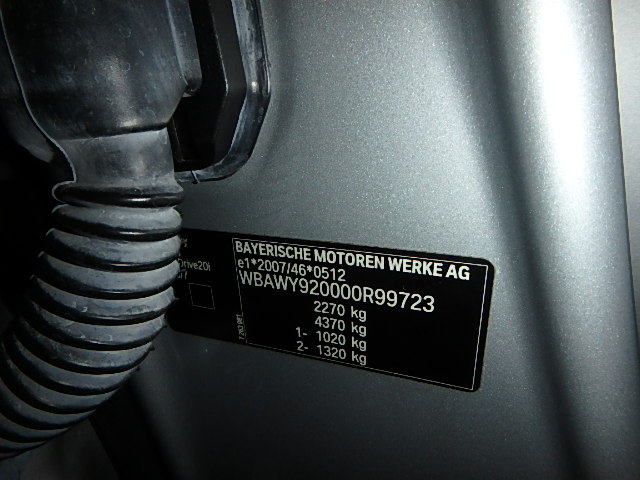 BAYERISCHE MOTOREN WERKE AG
e1*2007/46*0512
WBAWY920000R99723
2270 kg
4370 kg
1- 1020 kg
2- 1320 kg
Drive20i